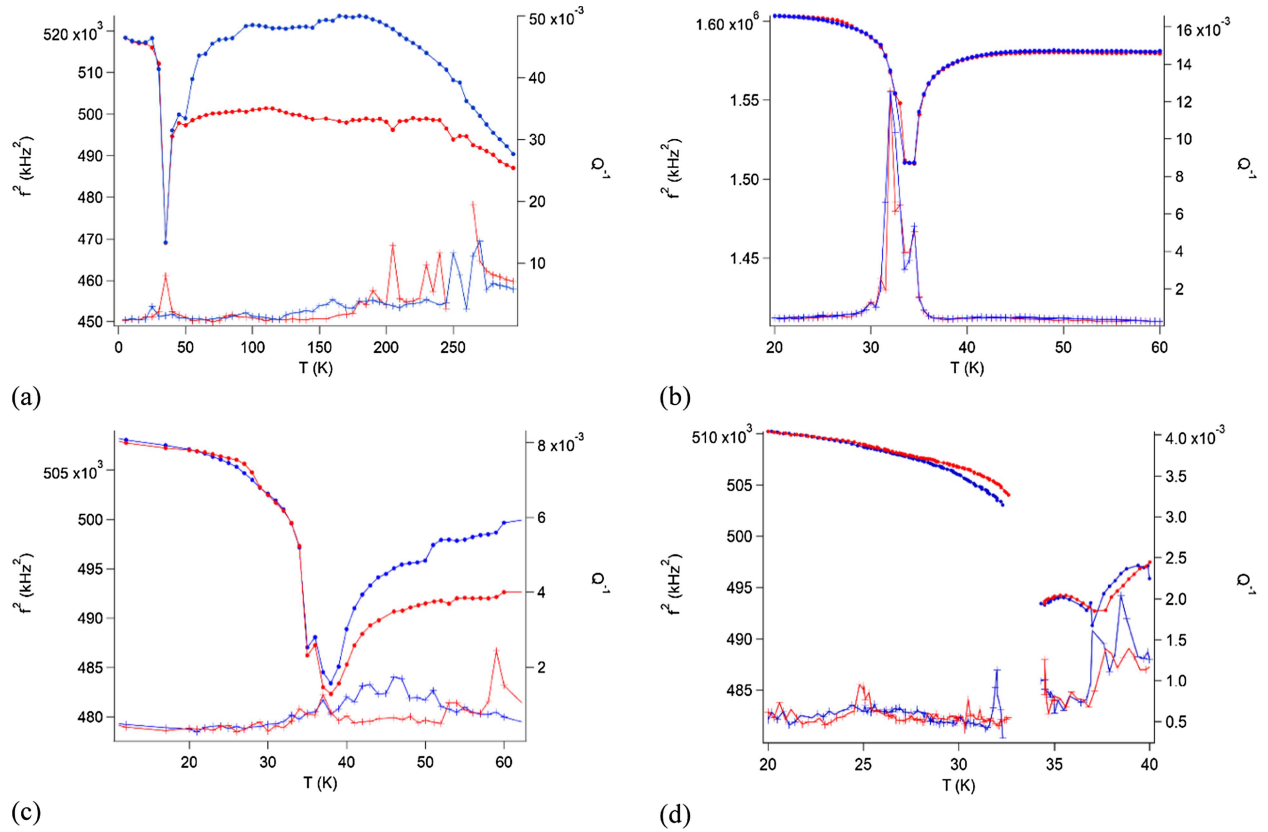 520 x10³
510
500
490
480
470
460
450
f² (kHz²)
50 x10⁻³
40
30
20
10
Q⁻¹
0 50 100 150 200 250
T (K)
(a)
1.60 x10⁶
1.55
1.50
1.45
f² (kHz²)
16 x10⁻³
14
12
10
8
6
4
2
Q⁻¹
20 30 40 50 60
T (K)
(b)
505 x10³
500
495
490
485
480
f² (kHz²)
8 x10⁻³
6
4
2
Q⁻¹
20 30 40 50 60
T (K)
(c)
510 x10³
505
500
495
490
485
f² (kHz²)
4.0 x10⁻³
3.5
3.0
2.5
2.0
1.5
1.0
0.5
Q⁻¹
20 25 30 35 40
T (K)
(d)